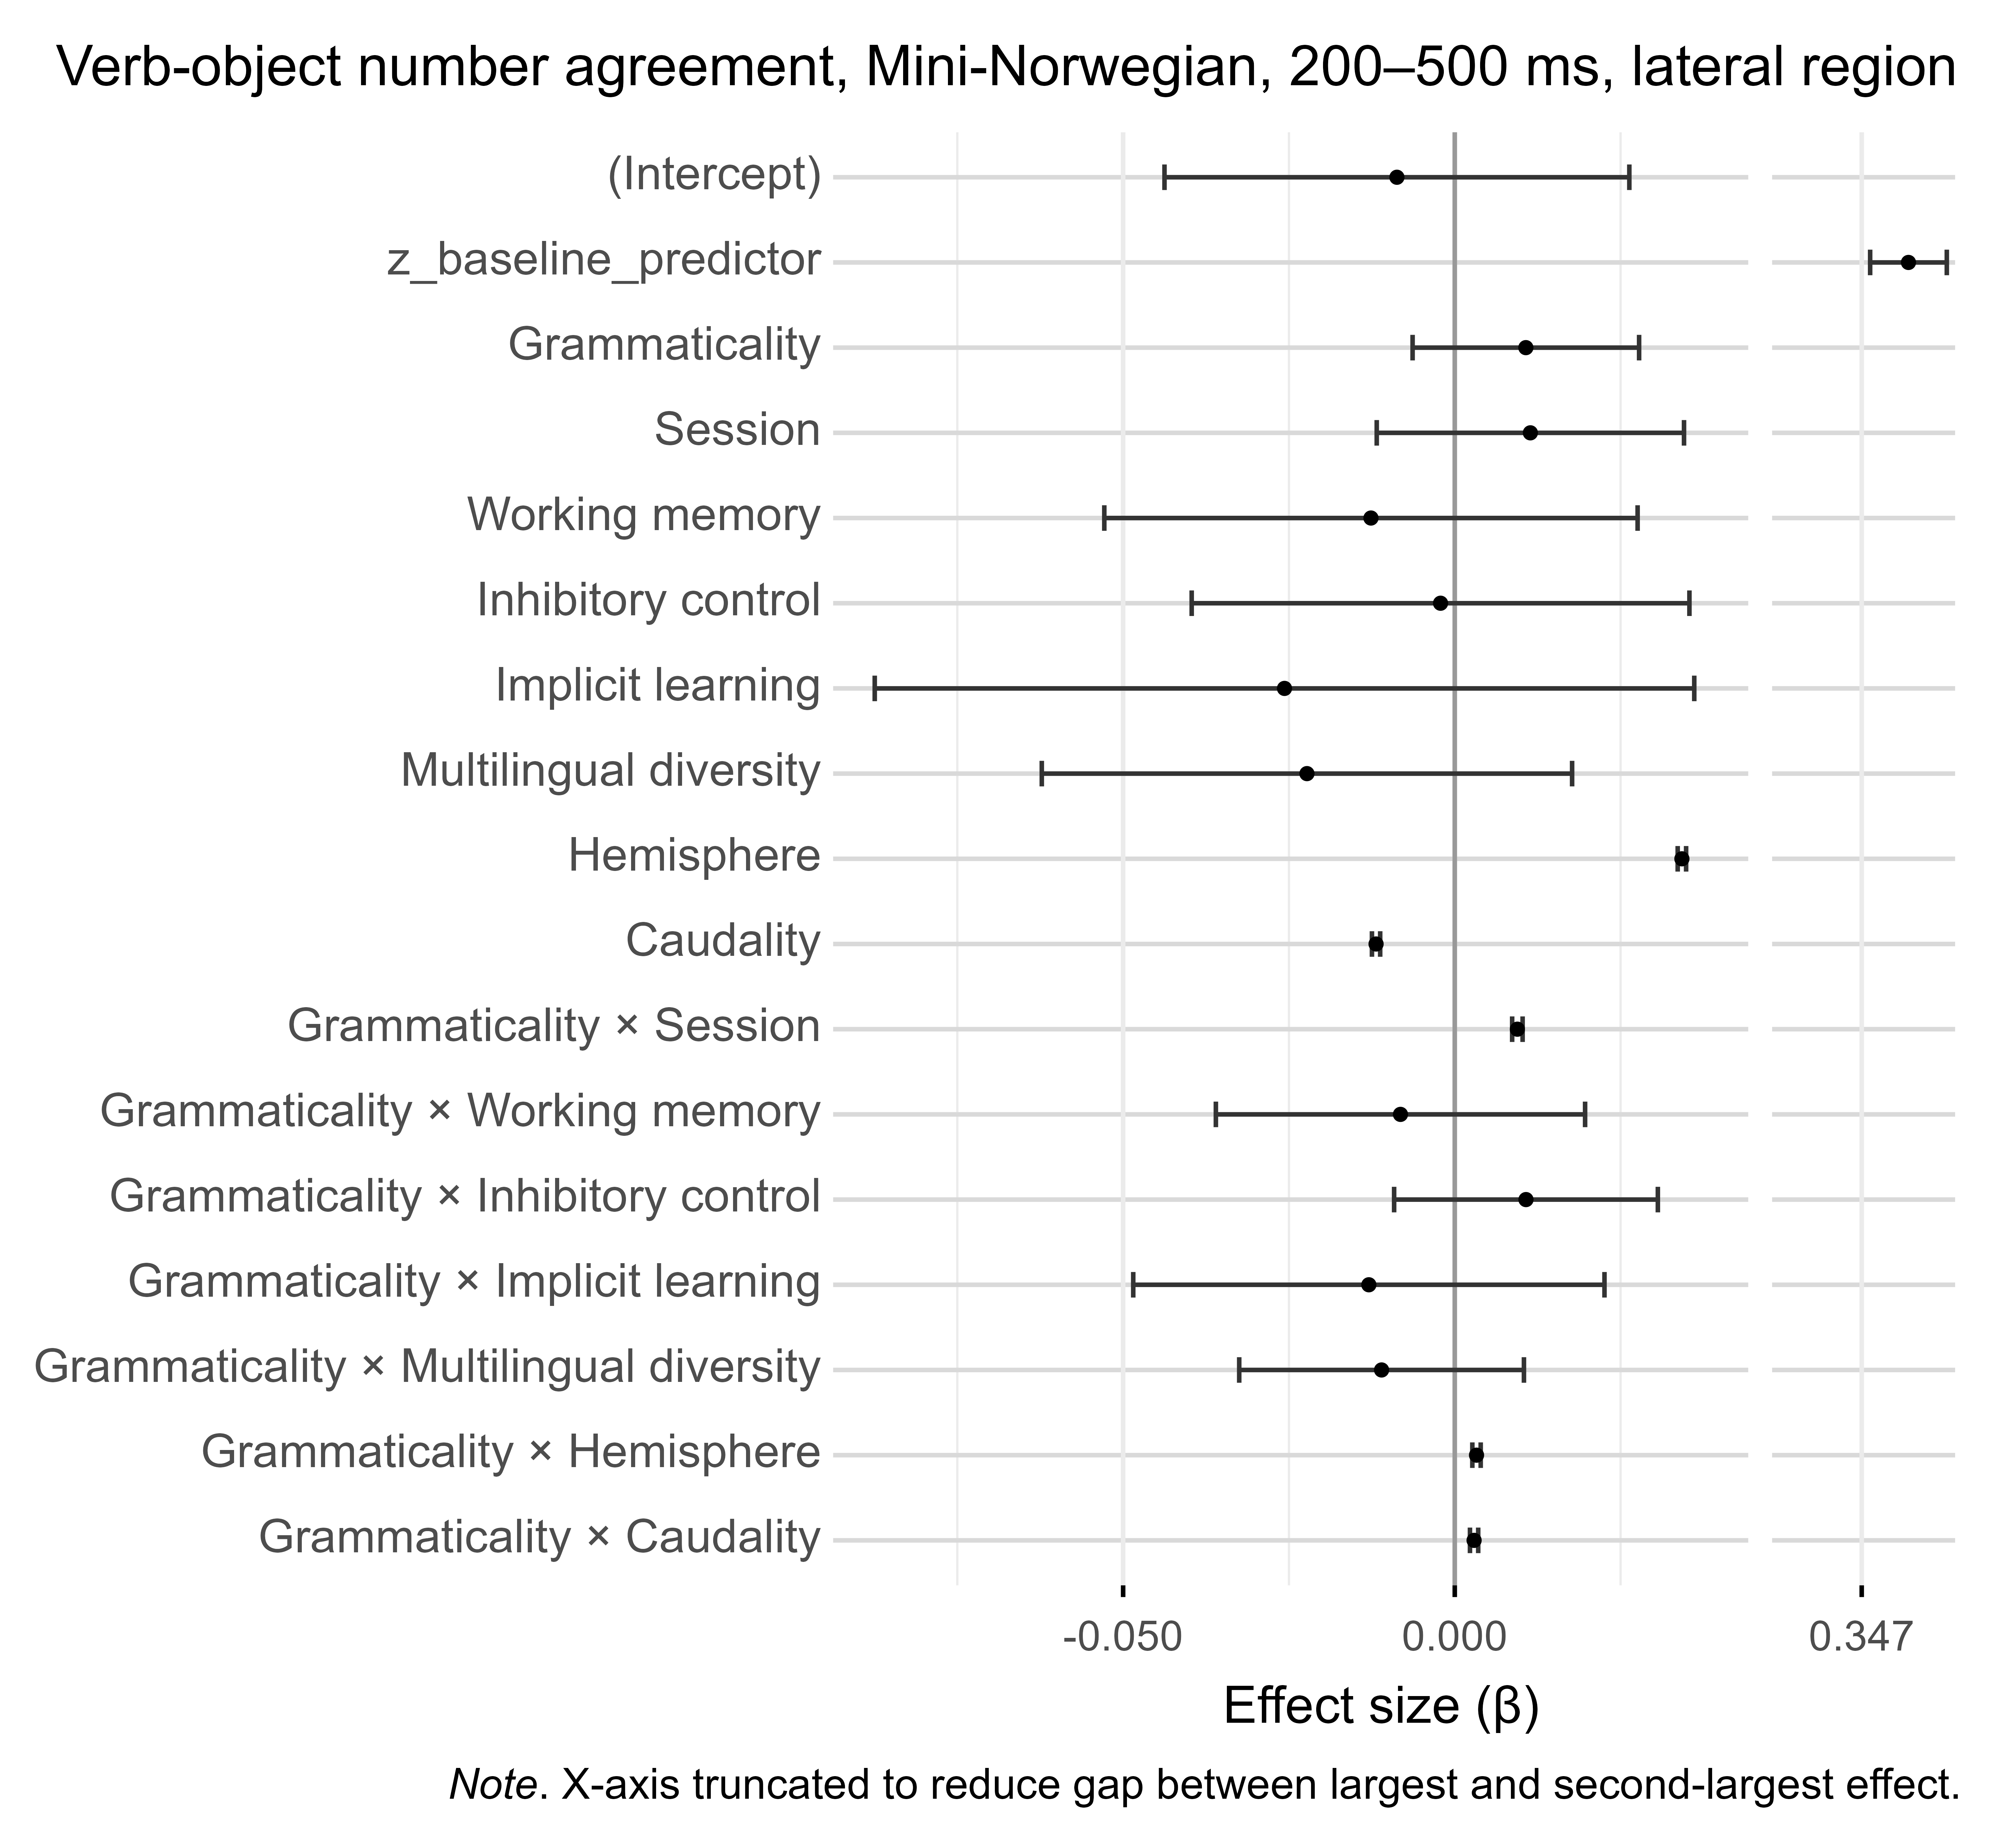 Verb-object number agreement, Mini-Norwegian, 200–500 ms, lateral region
(Intercept)
z_baseline_predictor
Grammaticality
Session
Working memory
Inhibitory control
Implicit learning
Multilingual diversity
Hemisphere
Caudality
Grammaticality × Session
Grammaticality × Working memory
Grammaticality × Inhibitory control
Grammaticality × Implicit learning
Grammaticality × Multilingual diversity
Grammaticality × Hemisphere
Grammaticality × Caudality
-0.050 0.000 0.347
Effect size (β)
Note. X-axis truncated to reduce gap between largest and second-largest effect.